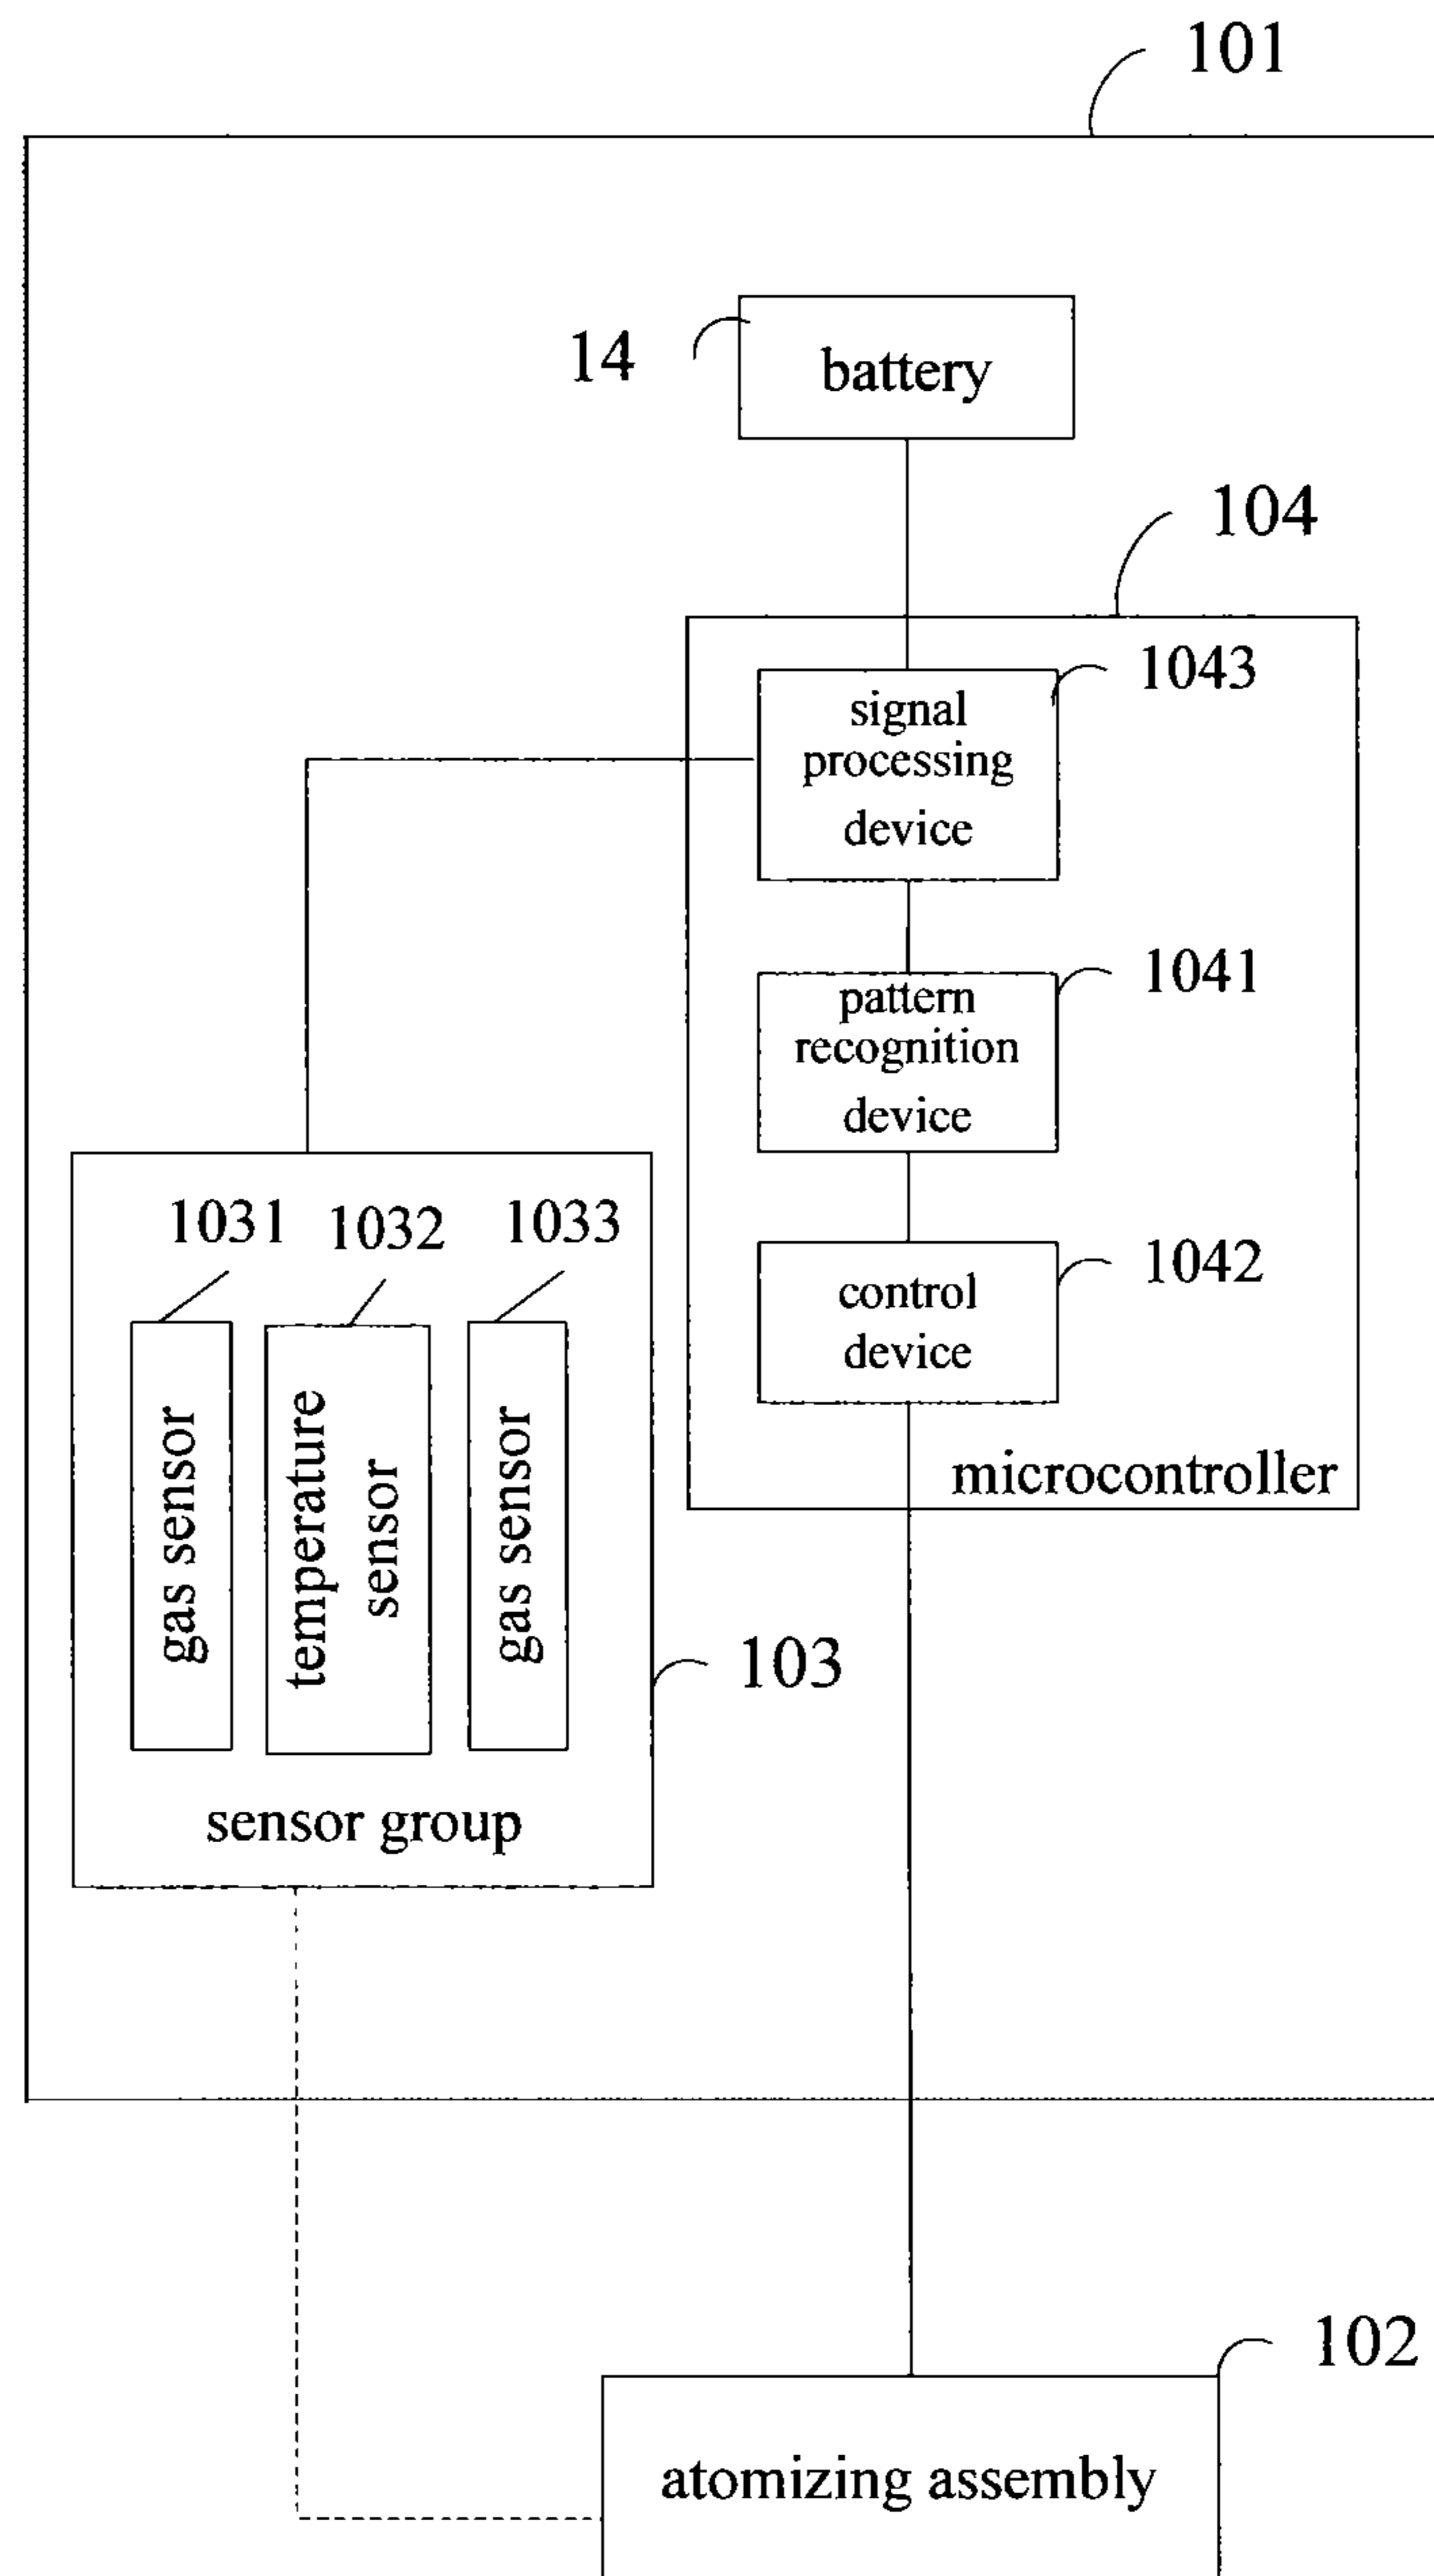 101
14
battery
104
1043
signal
processing
device
1041
pattern
recognition
device
1042
control
device
microcontroller
1031
1032
1033
gas sensor
temperature
sensor
gas sensor
103
sensor group
102
atomizing assembly